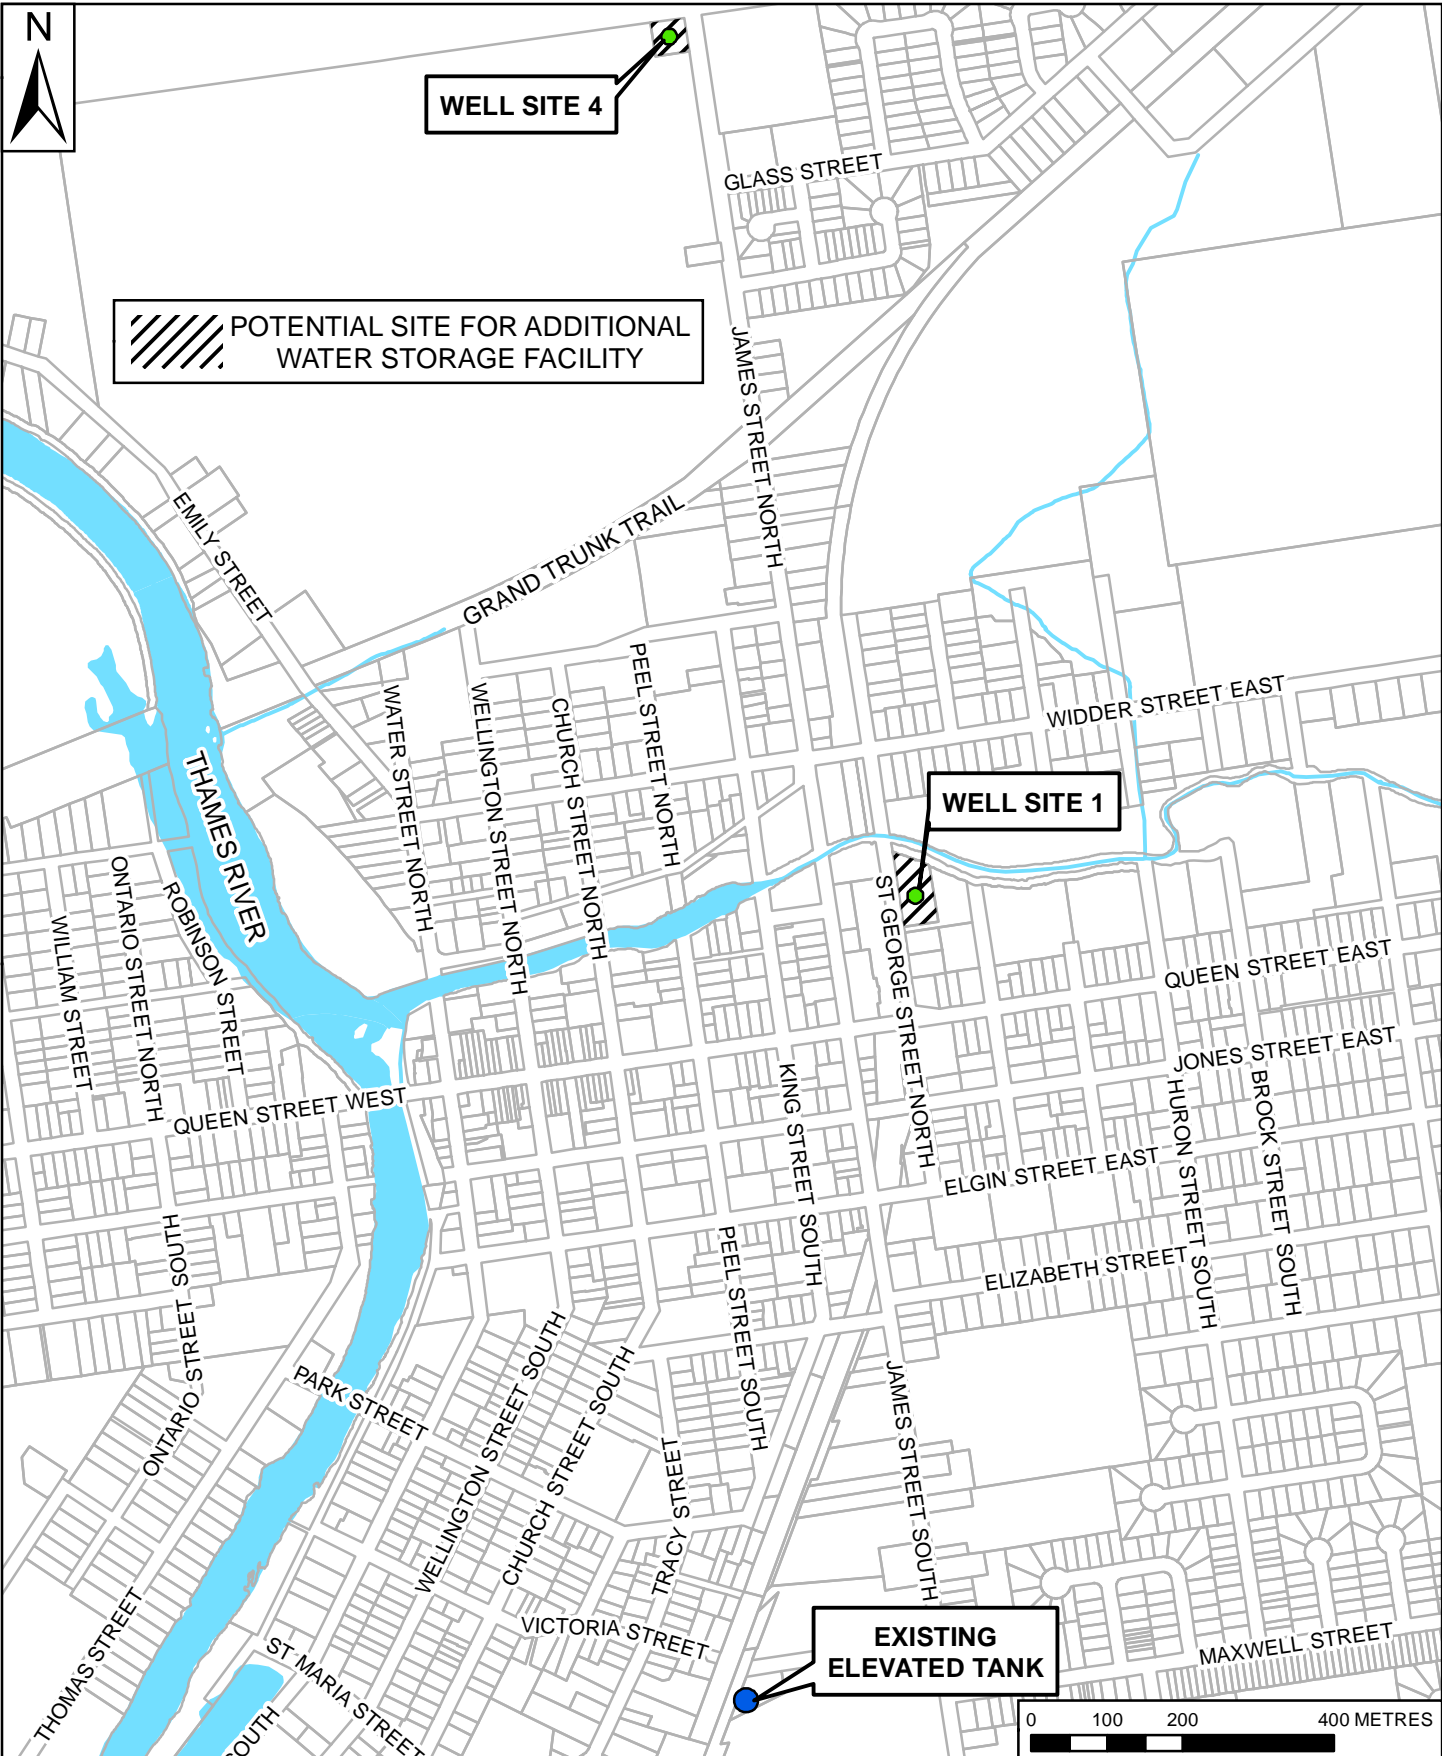 N
WELL SITE 4
GLASS STREET
POTENTIAL SITE FOR ADDITIONAL
WATER STORAGE FACILITY
JAMES STREET NORTH
EMILY STREET
GRAND TRUNK TRAIL
WATER STREET NORTH
WELLINGTON STREET NORTH
CHURCH STREET NORTH
PEEL STREET NORTH
WIDDER STREET EAST
WELL SITE 1
THAMES RIVER
ONTARIO STREET NORTH
ROBINSON STREET
WILLIAM STREET
ST GEORGE STREET NORTH
QUEEN STREET EAST
JONES STREET EAST
QUEEN STREET WEST
KING STREET SOUTH
HURON STREET SOUTH
BROCK STREET SOUTH
ELGIN STREET EAST
ELIZABETH STREET
ONTARIO STREET SOUTH
PEEL STREET SOUTH
PARK STREET
WELLINGTON STREET SOUTH
CHURCH STREET SOUTH
JAMES STREET SOUTH
TRACY STREET
THOMAS STREET
VICTORIA STREET
ST MARIA STREET
SOUTH
EXISTING
ELEVATED TANK
MAXWELL STREET
0 100 200 400 METRES